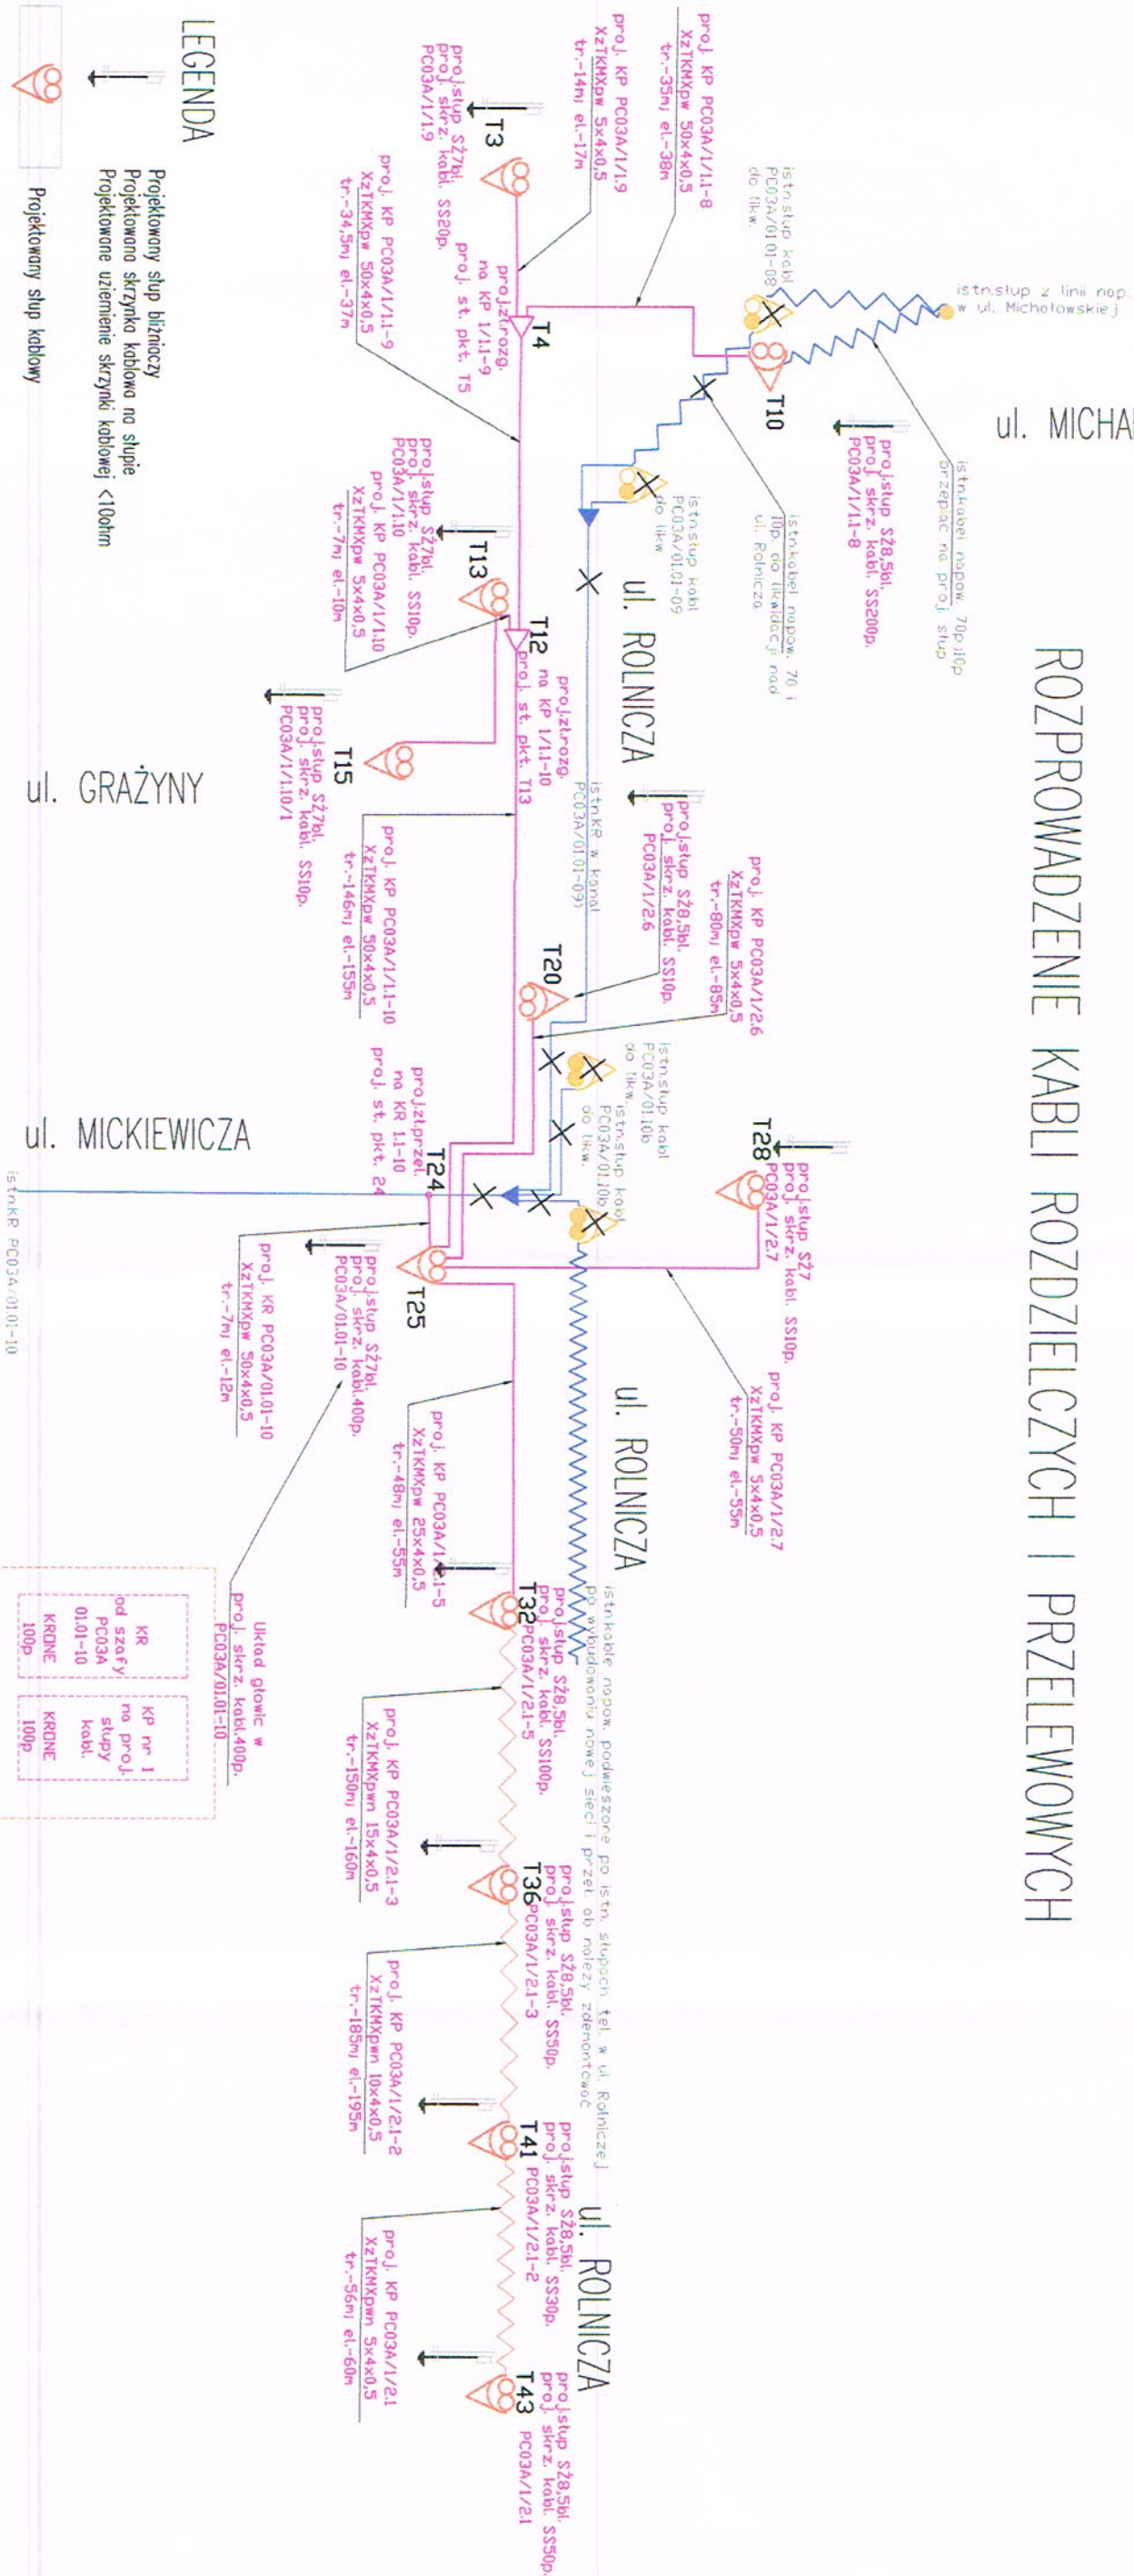 ROZPROWADZENIE KABLI ROZDZIELCZYCH I PRZELEWOWYCH
ul. MICHA
istn.słup z linii nap.
w ul. Michałowskiej
istn.kabel napow. 70p i10p
przepiąć na proj. słup
proj.słup SŻ8,5bl.
proj. skrz. kabl. SS200p.
PC03A/1/1.1-8
istn.słup kabl
PC03A/01.01-08
do likw.
T10
istn.kabel napow. 70 i
10p. do likwidacji nad
ul. Rolnicza
proj. KP PC03A/1/1.1-8
XzTKMXpw 50x4x0,5
tr.-35m; el.-38m
proj. KP PC03A/1/1.9
XzTKMXpw 5x4x0,5
tr.-14m; el.-17m
istn.słup kabl
PC03A/01.01-09
do likw
ul. ROLNICZA
T3
proj.słup SŻ7bl.
proj. skrz. kabl. SS20p.
PC03A/1/1.9
T4
proj.zł.rozg.
na KP 1/1.1-9
proj. st. pkt. T5
proj. KP PC03A/1/1.1-9
XzTKMXpw 50x4x0,5
tr.-34,5m; el.-37m
T13
proj.słup SŻ7bl.
proj. skrz. kabl. SS10p.
PC03A/1/1.10
proj. KP PC03A/1/1.10
XzTKMXpw 5x4x0,5
tr.-7m; el.-10m
T12
proj.zł.rozg.
na KP 1/1.1-10
proj. st. pkt. T13
T15
proj.słup SŻ7bl.
proj. skrz. kabl. SS10p.
PC03A/1/1.10/1
ul. GRAŻYNY
istn.KR w kanal
PC03A/01.01-09)
proj.słup SŻ8,5bl.
proj. skrz. kabl. SS10p.
PC03A/1/2.6
T20
proj. KP PC03A/1/2.6
XzTKMXpw 5x4x0,5
tr.-80m; el.-85m
proj. KP PC03A/1/1.1-10
XzTKMXpw 50x4x0,5
tr.-146m; el.-155m
istn.słup kabl
PC03A/01.10b
do likw.
istn.słup kabl
PC03A/01.10b
do likw.
T28
proj.słup SŻ7
proj. skrz. kabl. SS10p.
PC03A/1/2.7
proj. KP PC03A/1/2.7
XzTKMXpw 5x4x0,5
tr.-50m; el.-55m
proj.zł.przel.
na KR 1.1-10
proj. st. pkt. 24
T24
ul. MICKIEWICZA
istn.KR PC03A/01.01-10
T25
proj.słup SŻ7bl.
proj. skrz. kabl.400p.
PC03A/01.01-10
proj. KR PC03A/01.01-10
XzTKMXpw 50x4x0,5
tr.-7m; el.-12m
ul. ROLNICZA
proj. KP PC03A/1/2.1-5
XzTKMXpw 25x4x0,5
tr.-48m; el.-55m
istn.kable napow. podwieszone po istn. słupach tel. w ul. Rolniczej
po wybudowaniu nowej sieci i przeł. ab należy zdemontować
T32
proj.słup SŻ8,5bl.
proj. skrz. kabl. SS100p.
PC03A/1/2.1-5
proj. KP PC03A/1/2.1-3
XzTKMXpwn 15x4x0,5
tr.-150m; el.-160m
T36
proj.słup SŻ8,5bl.
proj. skrz. kabl. SS50p.
PC03A/1/2.1-3
proj. KP PC03A/1/2.1-2
XzTKMXpwn 10x4x0,5
tr.-185m; el.-195m
T41
proj.słup SŻ8,5bl.
proj. skrz. kabl. SS30p.
PC03A/1/2.1-2
ul. ROLNICZA
proj. KP PC03A/1/2.1
XzTKMXpwn 5x4x0,5
tr.-56m; el.-60m
T43
proj.słup SŻ8,5bl.
proj. skrz. kabl. SS50p.
PC03A/1/2.1
Układ głowic w
proj. skrz. kabl.400p.
PC03A/01.01-10
KR
od szafy
PC03A
01.01-10
KRONE
100p
KP nr 1
na proj.
słupy
kabl.
KRONE
100p
LEGENDA
Projektowany słup bliźniaczy
Projektowana skrzynka kablowa na słupie
Projektowane uziemienie skrzynki kablowej <10ohm
Projektowany słup kablowy